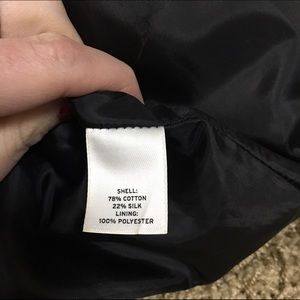 SHELL:
78% COTTON
22% SILK
LINING:
100% POLYESTER